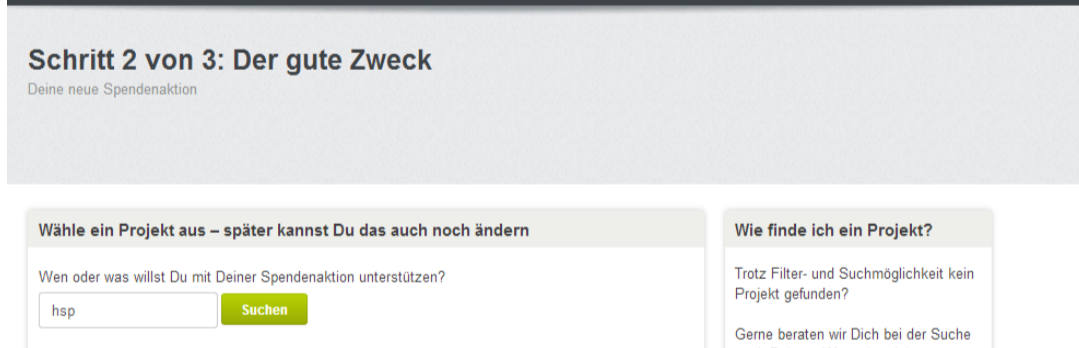 Schritt 2 von 3: Der gute Zweck
Deine neue Spendenaktion
Wähle ein Projekt aus – später kannst Du das auch noch ändern
Wen oder was willst Du mit Deiner Spendenaktion unterstützen?
hsp
Suchen
Wie finde ich ein Projekt?
Trotz Filter- und Suchmöglichkeit kein
Projekt gefunden?
Gerne beraten wir Dich bei der Suche